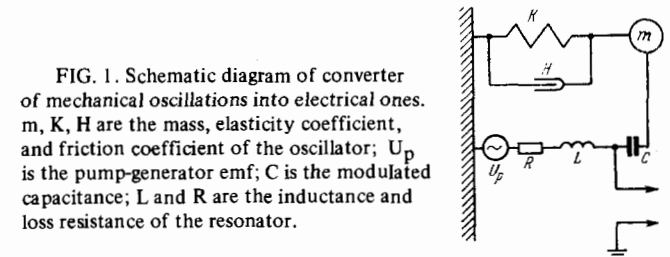 FIG. 1. Schematic diagram of converter
of mechanical oscillations into electrical ones.
m, K, H are the mass, elasticity coefficient,
and friction coefficient of the oscillator; Up
is the pump-generator emf; C is the modulated
capacitance; L and R are the inductance and
loss resistance of the resonator.
K
m
H
Up
R
L
C